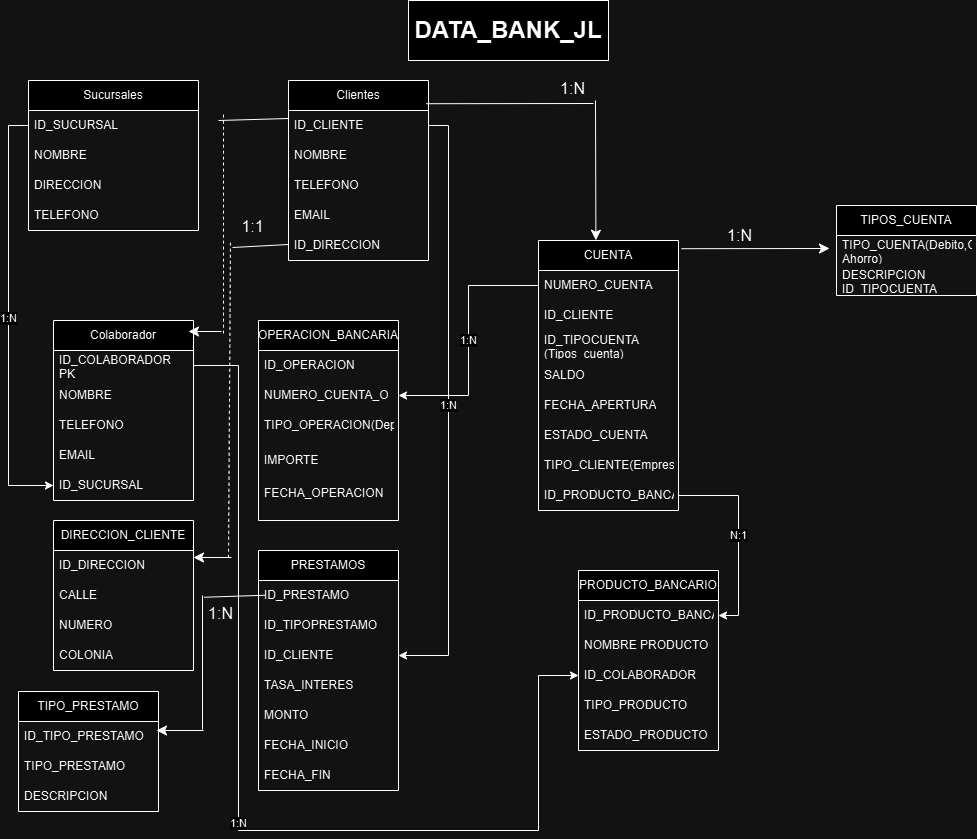 DATA_BANK_JL
Sucursales
ID_SUCURSAL
NOMBRE
DIRECCION
TELEFONO
Clientes
ID_CLIENTE
NOMBRE
TELEFONO
EMAIL
ID_DIRECCION
1:N
1:1
1:N
TIPOS_CUENTA
TIPO_CUENTA(Debito,
Ahorro)
DESCRIPCION
ID_TIPOCUENTA
CUENTA
NUMERO_CUENTA
ID_CLIENTE
ID_TIPOCUENTA
(Tipos_cuenta)
SALDO
FECHA_APERTURA
ESTADO_CUENTA
TIPO_CLIENTE(Empres
ID_PRODUCTO_BANCA
1:N
Colaborador
ID_COLABORADOR
PK
NOMBRE
TELEFONO
EMAIL
ID_SUCURSAL
OPERACION_BANCARIA
ID_OPERACION
NUMERO_CUENTA_O
TIPO_OPERACION(Dep
IMPORTE
FECHA_OPERACION
1:N
1:N
DIRECCION_CLIENTE
ID_DIRECCION
CALLE
NUMERO
COLONIA
PRESTAMOS
ID_PRESTAMO
ID_TIPOPRESTAMO
ID_CLIENTE
TASA_INTERES
MONTO
FECHA_INICIO
FECHA_FIN
1:N
N:1
PRODUCTO_BANCARIO
ID_PRODUCTO_BANCA
NOMBRE PRODUCTO
ID_COLABORADOR
TIPO_PRODUCTO
ESTADO_PRODUCTO
TIPO_PRESTAMO
ID_TIPO_PRESTAMO
TIPO_PRESTAMO
DESCRIPCION
1:N